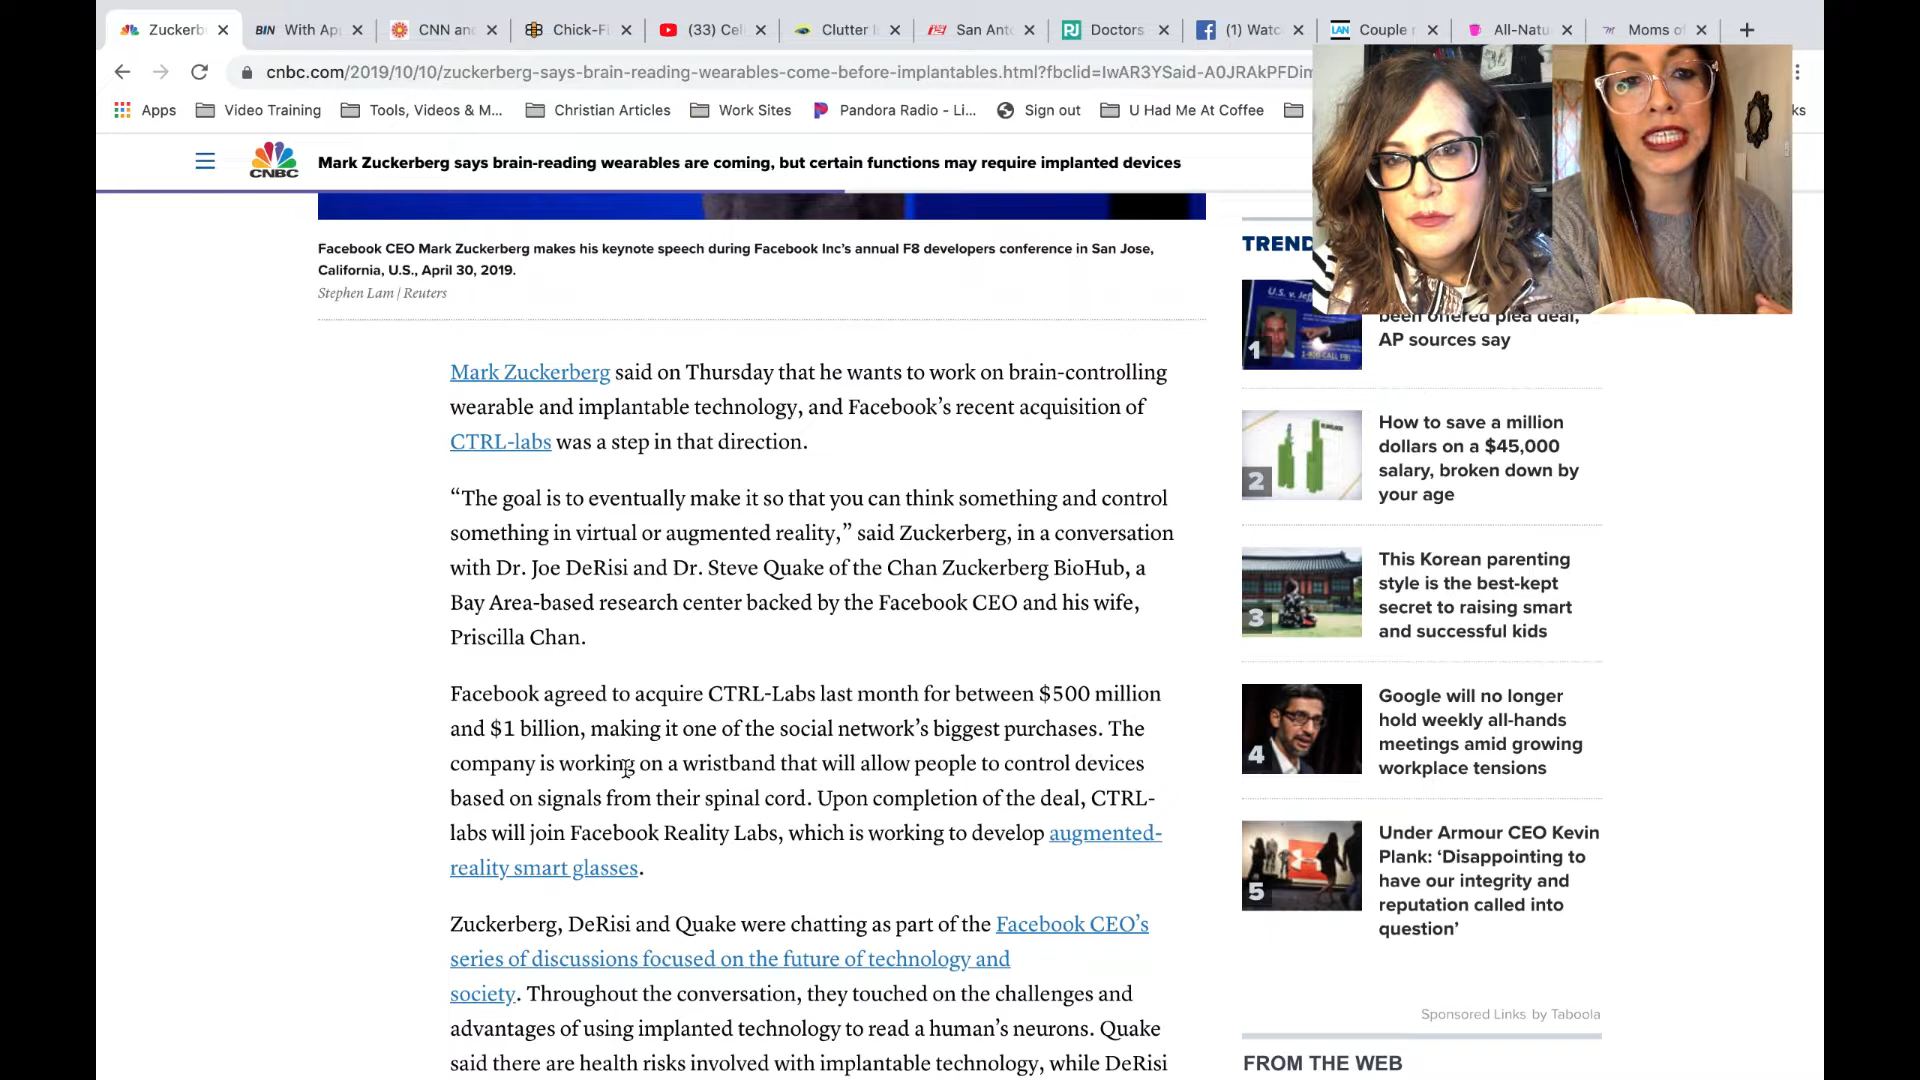 Zuckerb
BIN With Ap
CNN an
Chick-F
(33) Cel
Clutter
San Ant
PJ Doctors
(1) Watc
LAN Couple
All-Natu
Moms o
cnbc.com/2019/10/10/zuckerberg-says-brain-reading-wearables-come-before-implantables.html?fbclid=IwAR3YSaid-A0JRAkPFDim
Apps
Video Training
Tools, Videos & M...
Christian Articles
Work Sites
Pandora Radio - Li...
Sign out
U Had Me At Coffee
ks
CNBC
Mark Zuckerberg says brain-reading wearables are coming, but certain functions may require implanted devices
Facebook CEO Mark Zuckerberg makes his keynote speech during Facebook Inc's annual F8 developers conference in San Jose,
California, U.S., April 30, 2019.
Stephen Lam | Reuters
Mark Zuckerberg said on Thursday that he wants to work on brain-controlling
wearable and implantable technology, and Facebook’s recent acquisition of
CTRL-labs was a step in that direction.
“The goal is to eventually make it so that you can think something and control
something in virtual or augmented reality,” said Zuckerberg, in a conversation
with Dr. Joe DeRisi and Dr. Steve Quake of the Chan Zuckerberg BioHub, a
Bay Area-based research center backed by the Facebook CEO and his wife,
Priscilla Chan.
Facebook agreed to acquire CTRL-Labs last month for between $500 million
and $1 billion, making it one of the social network’s biggest purchases. The
company is working on a wristband that will allow people to control devices
based on signals from their spinal cord. Upon completion of the deal, CTRL-
labs will join Facebook Reality Labs, which is working to develop augmented-
reality smart glasses.
Zuckerberg, DeRisi and Quake were chatting as part of the Facebook CEO’s
series of discussions focused on the future of technology and
society. Throughout the conversation, they touched on the challenges and
advantages of using implanted technology to read a human’s neurons. Quake
said there are health risks involved with implantable technology, while DeRisi
TREND
U.S. v. Jef
1-800-CALL FBI
1
been offered plea deal,
AP sources say
2
How to save a million
dollars on a $45,000
salary, broken down by
your age
3
This Korean parenting
style is the best-kept
secret to raising smart
and successful kids
4
Google will no longer
hold weekly all-hands
meetings amid growing
workplace tensions
5
Under Armour CEO Kevin
Plank: ‘Disappointing to
have our integrity and
reputation called into
question’
Sponsored Links by Taboola
FROM THE WEB